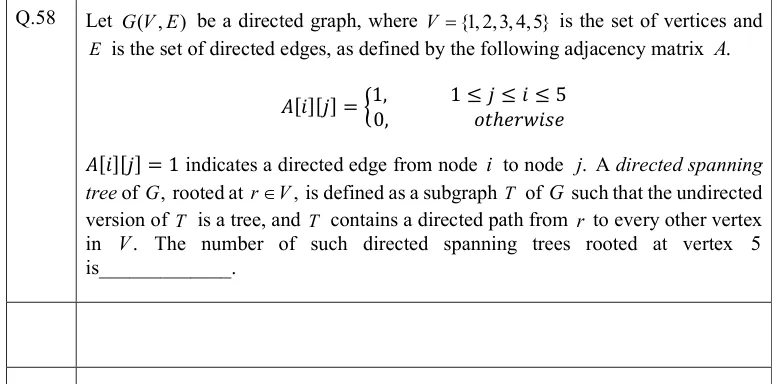 Q.58 Let G(V, E) be a directed graph, where V = {1, 2, 3, 4, 5} is the set of vertices and
E is the set of directed edges, as defined by the following adjacency matrix A.
A[i][j] = {1, 1 ≤ j ≤ i ≤ 5
0, otherwise
A[i][j] = 1 indicates a directed edge from node i to node j. A directed spanning
tree of G, rooted at r ∈ V, is defined as a subgraph T of G such that the undirected
version of T is a tree, and T contains a directed path from r to every other vertex
in V. The number of such directed spanning trees rooted at vertex 5
is______________.